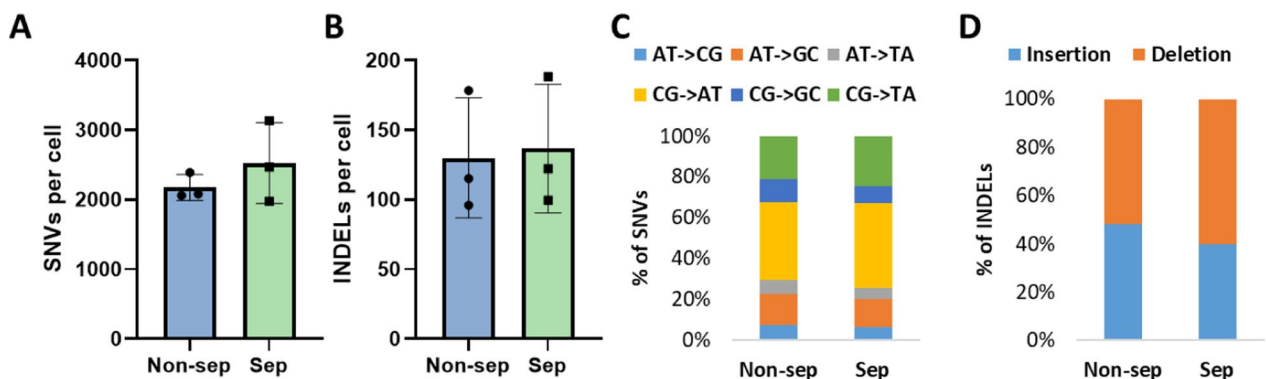 A
SNVs per cell
4000
3000
2000
1000
0
Non-sep Sep
B
INDELs per cell
200
150
100
50
0
Non-sep Sep
C
AT->CG AT->GC AT->TA
CG->AT CG->GC CG->TA
% of SNVs
100%
80%
60%
40%
20%
0%
Non-sep Sep
D
Insertion Deletion
% of INDELs
100%
80%
60%
40%
20%
0%
Non-sep Sep